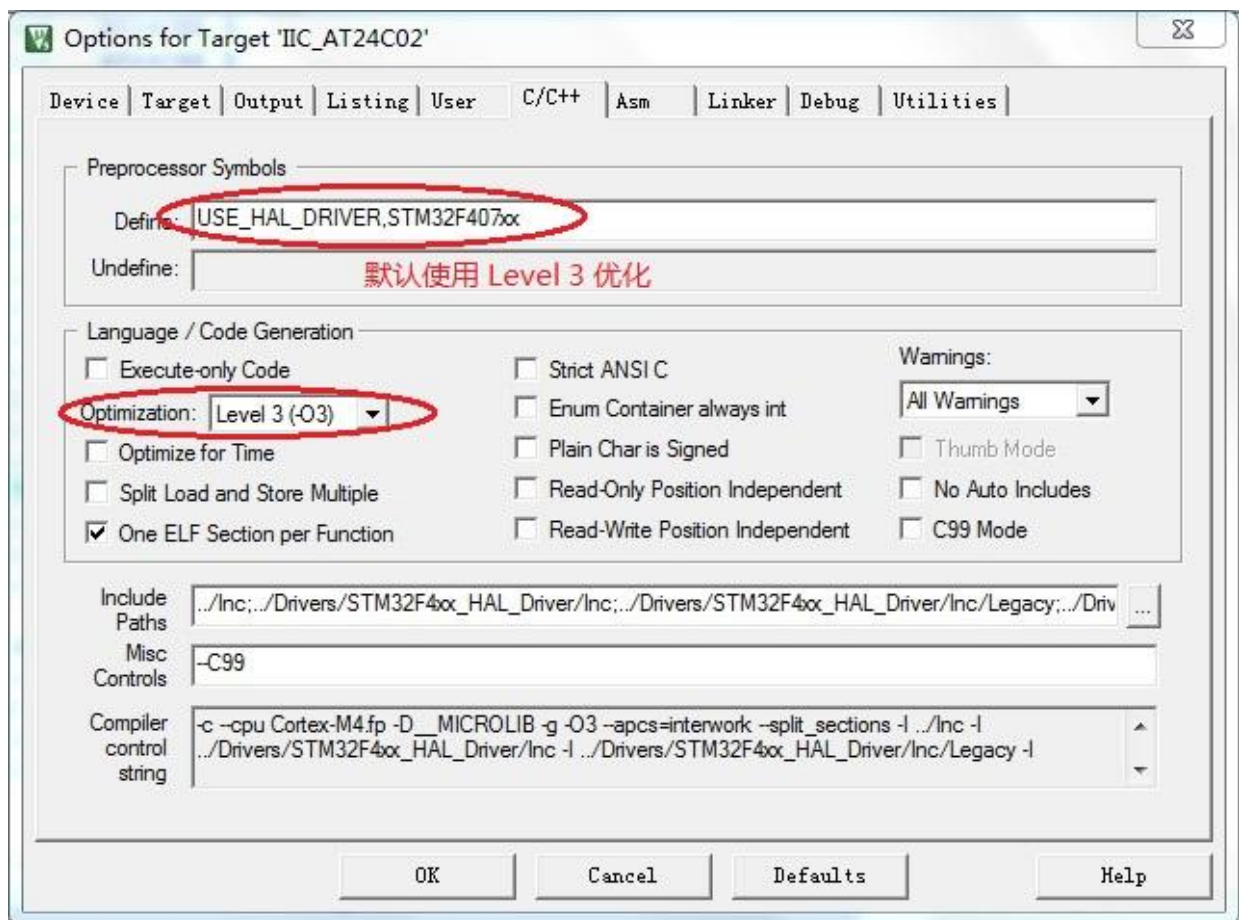 Options for Target 'IIC_AT24C02'
Device Target Output Listing User C/C++ Asm Linker Debug Utilities
Preprocessor Symbols
Define: USE_HAL_DRIVER,STM32F407xx
Undefine: 默认使用 Level 3 优化
Language / Code Generation
Execute-only Code Strict ANSI C Warnings:
Optimization: Level 3 (-O3) Enum Container always int All Warnings
Optimize for Time Plain Char is Signed Thumb Mode
Split Load and Store Multiple Read-Only Position Independent No Auto Includes
One ELF Section per Function Read-Write Position Independent C99 Mode
Include Paths ../Inc;../Drivers/STM32F4xx_HAL_Driver/Inc;../Drivers/STM32F4xx_HAL_Driver/Inc/Legacy;../Driv ...
Misc Controls --C99
Compiler control string -c --cpu Cortex-M4.fp -D__MICROLIB -g -O3 --apcs=interwork --split_sections -I ../Inc -I
../Drivers/STM32F4xx_HAL_Driver/Inc -I ../Drivers/STM32F4xx_HAL_Driver/Inc/Legacy -I
OK Cancel Defaults Help